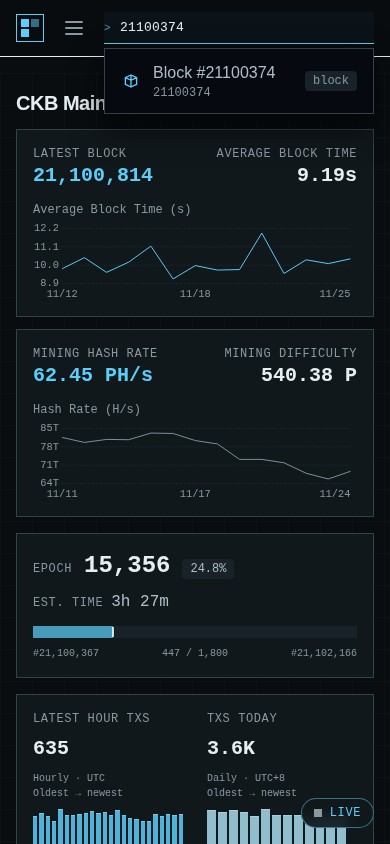 > 21100374
Block #21100374
21100374
block
CKB Main
LATEST BLOCK
AVERAGE BLOCK TIME
21,100,814
9.19s
Average Block Time (s)
12.2
11.1
10.0
8.9
11/12 11/18 11/25
MINING HASH RATE
MINING DIFFICULTY
62.45 PH/s
540.38 P
Hash Rate (H/s)
85T
78T
71T
64T
11/11 11/17 11/24
EPOCH 15,356 24.8%
EST. TIME 3h 27m
#21,100,367 447 / 1,800 #21,102,166
LATEST HOUR TXS
TXS TODAY
635
3.6K
Hourly · UTC
Daily · UTC+8
Oldest → newest
Oldest → newest
LIVE